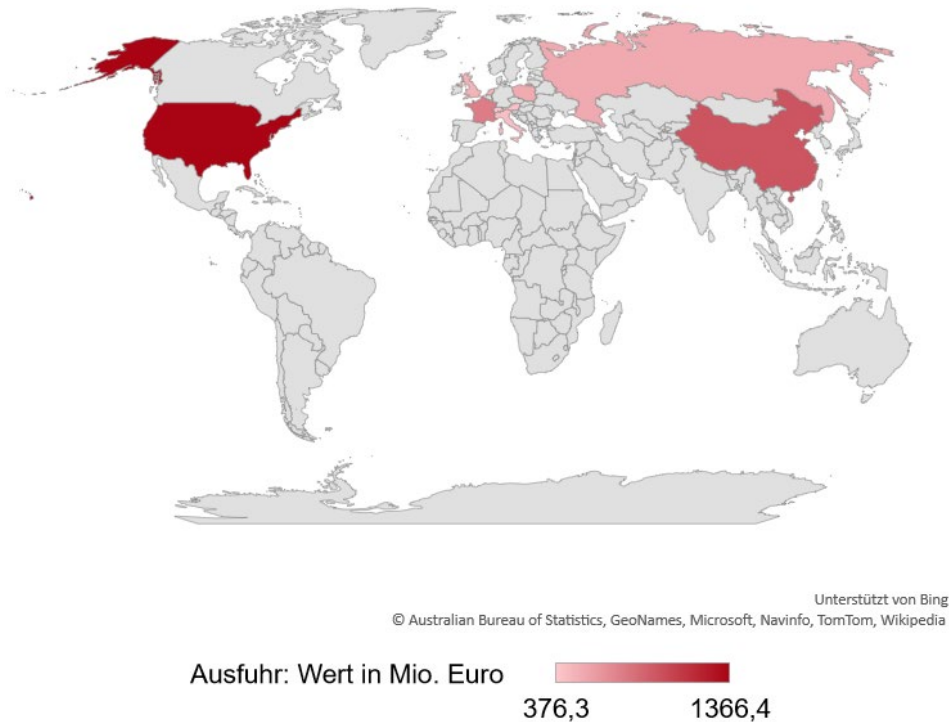 Unterstützt von Bing
© Australian Bureau of Statistics, GeoNames, Microsoft, Navinfo, TomTom, Wikipedia
Ausfuhr: Wert in Mio. Euro
376,3 1366,4